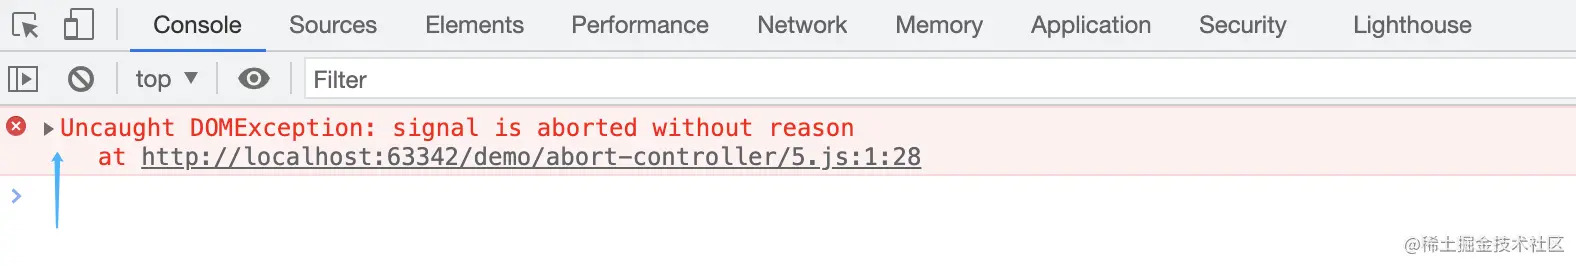 Console Sources Elements Performance Network Memory Application Security Lighthouse
top Filter
Uncaught DOMException: signal is aborted without reason
at http://localhost:63342/demo/abort-controller/5.js:1:28
@稀土掘金技术社区